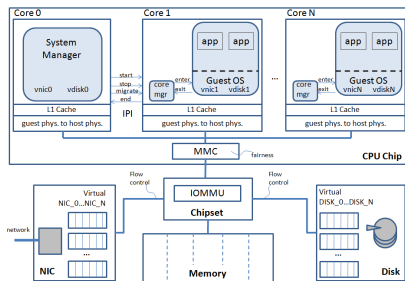 Core 0
Core 1
Core N
System
Manager
vnic0 vdisk0
L1 Cache
guest phys. to host phys.
start
stop
migrate
end
IPI
app app
Guest OS
core
mgr
enter
exit
vnic1 vdisk1
L1 Cache
guest phys. to host phys.
...
app app
Guest OS
core
mgr
enter
exit
vnicN vdiskN
L1 Cache
guest phys. to host phys.
MMC
fairness
CPU Chip
Flow
control
Flow
control
IOMMU
Chipset
Virtual
NIC_0...NIC_N
network
...
NIC
Memory
Virtual
DISK_0...DISK_N
...
Disk